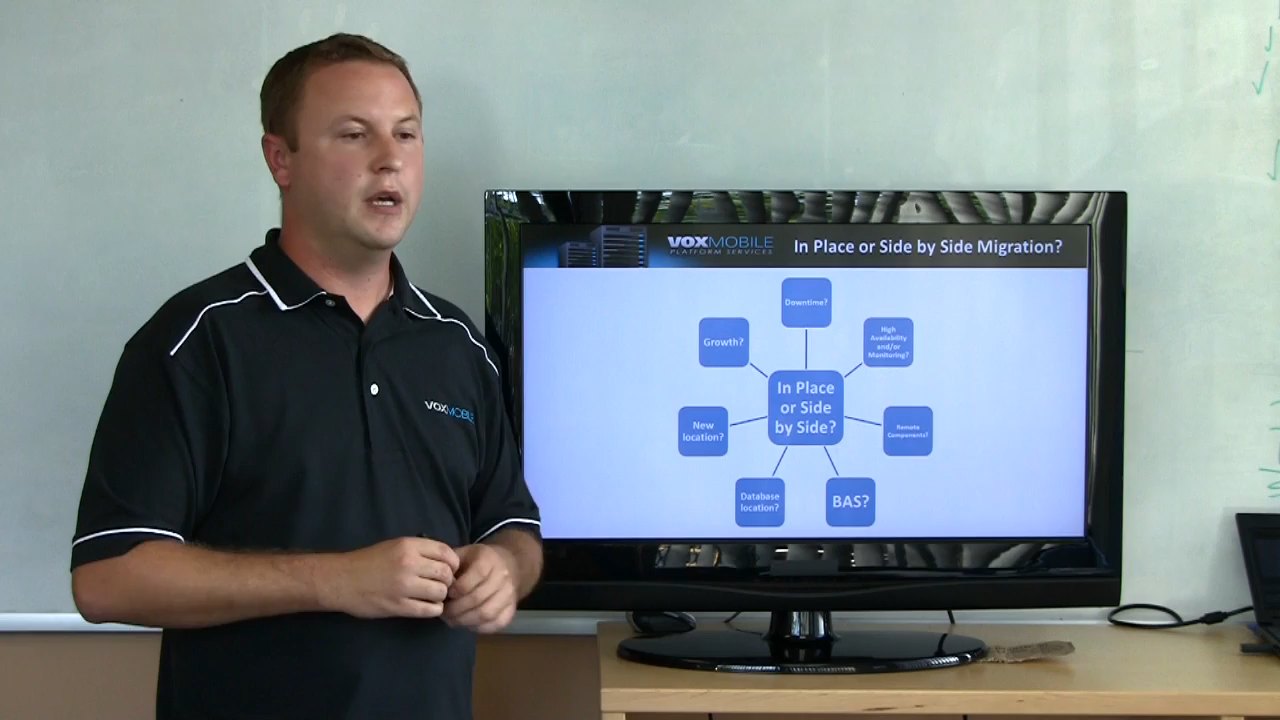 VOXMOBILE
PLATFORM SERVICES
In Place or Side by Side Migration?
Downtime?
High
Availability
and/or
Monitoring?
Growth?
In Place
or Side
by Side?
New
location?
Remote
Components?
Database
location?
BAS?
VOXMOBILE